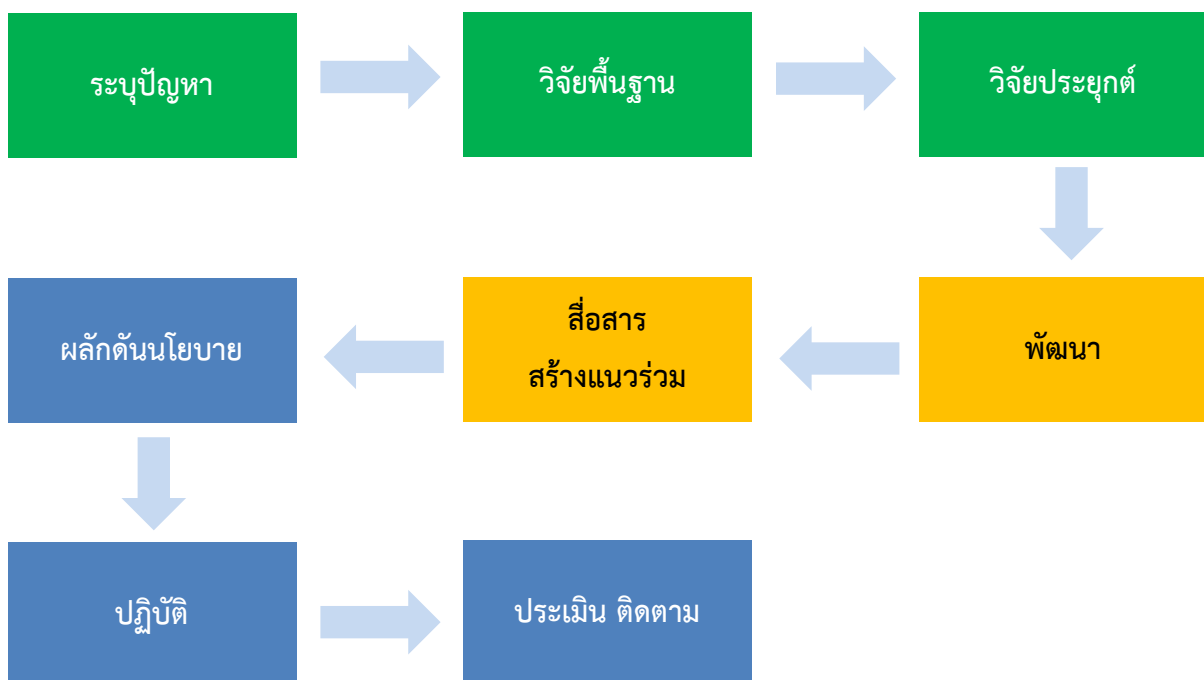 ระบุปัญหา
วิจัยพื้นฐาน
วิจัยประยุกต์
พัฒนา
สื่อสาร
สร้างแนวร่วม
ผลักดันนโยบาย
ปฏิบัติ
ประเมิน ติดตาม